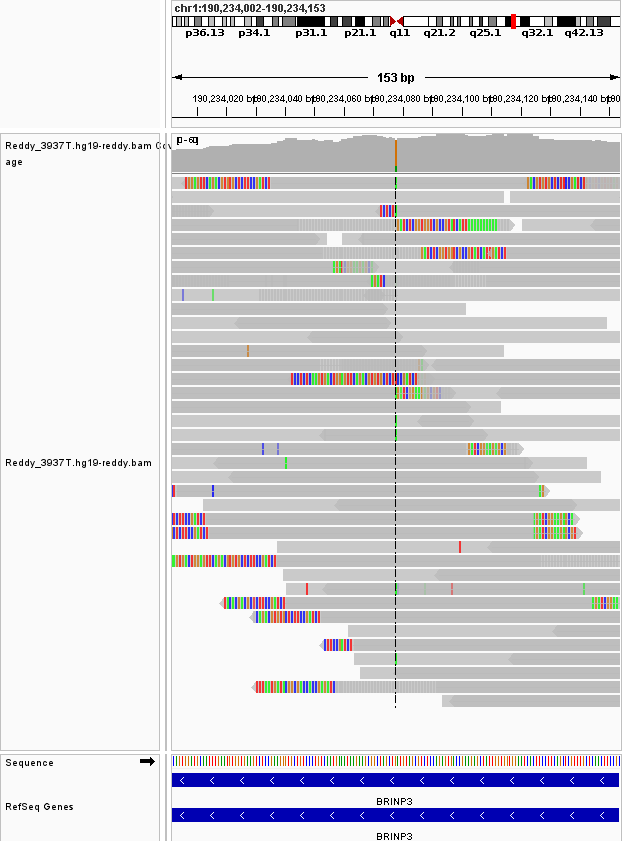 chr1:190,234,002-190,234,153
p36.13 p34.1 p31.1 p21.1 q11 q21.2 q25.1 q32.1 q42.13
153 bp
190,234,020 bp 190,234,040 bp 190,234,060 bp 190,234,080 bp 190,234,100 bp 190,234,120 bp 190,234,140 bp
[0-60]
Reddy_3937T.hg19-reddy.bam Cov
age
Reddy_3937T.hg19-reddy.bam
Sequence
BRINP3
RefSeq Genes
BRINP3